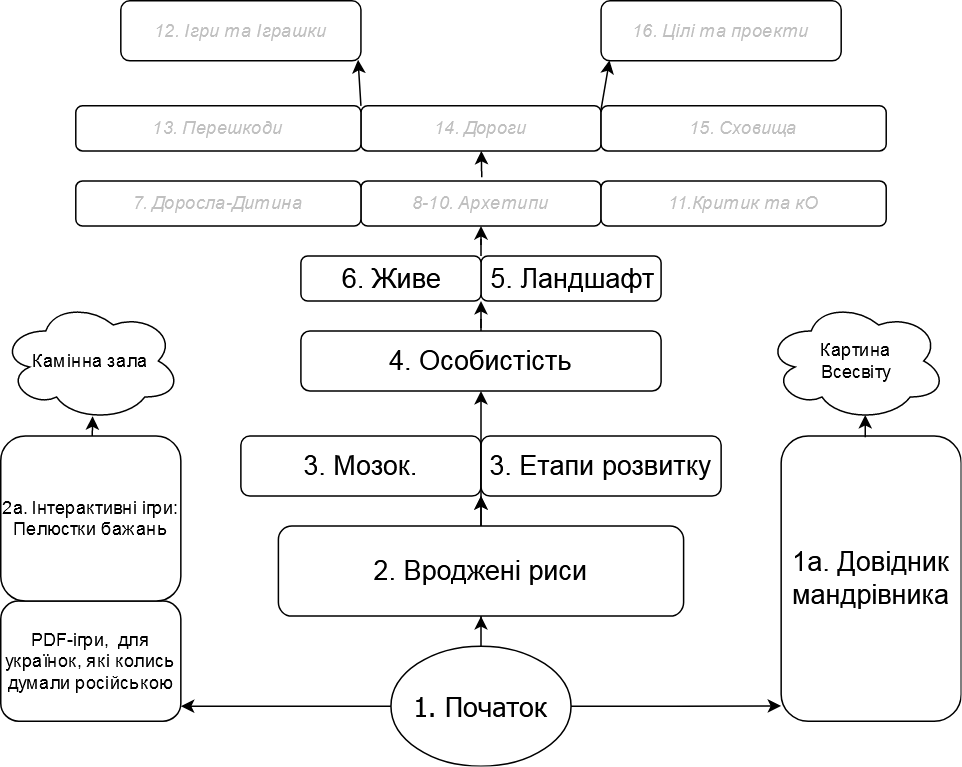 12. Ігри та Іграшки
16. Цілі та проекти
13. Перешкоди
14. Дороги
15. Сховища
7. Доросла-Дитина
8-10. Архетипи
11.Критик та кО
6. Живе
5. Ландшафт
Камінна зала
4. Особистість
Картина
Всесвіту
3. Мозок.
3. Етапи розвитку
2а. Інтерактивні ігри:
Пелюстки бажань
2. Вроджені риси
1а. Довідник
мандрівника
PDF-ігри, для
українок, які колись
думали російською
1. Початок